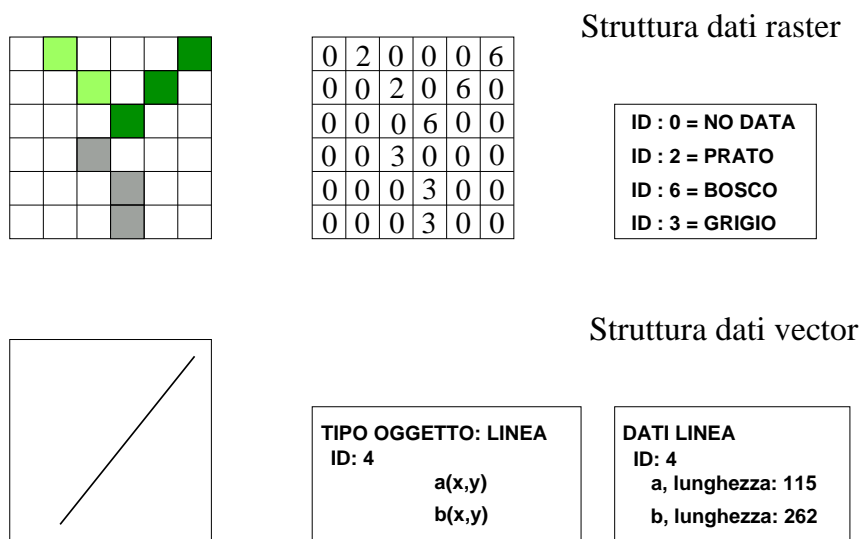 Struttura dati raster
0 2 0 0 0 6
0 0 2 0 6 0
0 0 0 6 0 0
0 0 3 0 0 0
0 0 0 3 0 0
0 0 0 3 0 0
ID : 0 = NO DATA
ID : 2 = PRATO
ID : 6 = BOSCO
ID : 3 = GRIGIO
Struttura dati vector
TIPO OGGETTO: LINEA
ID: 4
a(x,y)
b(x,y)
DATI LINEA
ID: 4
a, lunghezza: 115
b, lunghezza: 262